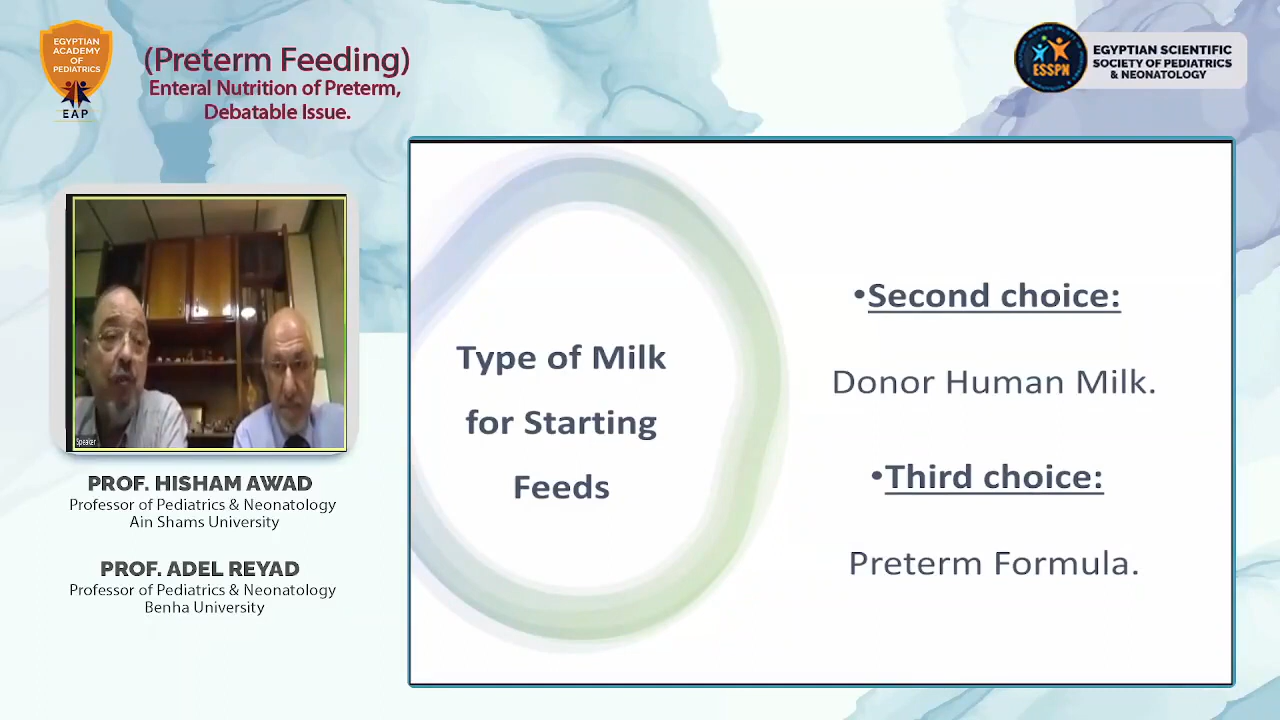 EGYPTIAN
ACADEMY
OF
PEDIATRICS
EAP
(Preterm Feeding)
Enteral Nutrition of Preterm,
Debatable Issue.
ESSPN
EGYPTIAN SCIENTIFIC
SOCIETY OF PEDIATRICS
& NEONATOLOGY
Speaker
PROF. HISHAM AWAD
Professor of Pediatrics & Neonatology
Ain Shams University
PROF. ADEL REYAD
Professor of Pediatrics & Neonatology
Benha University
Type of Milk
for Starting
Feeds
•Second choice:
Donor Human Milk.
•Third choice:
Preterm Formula.